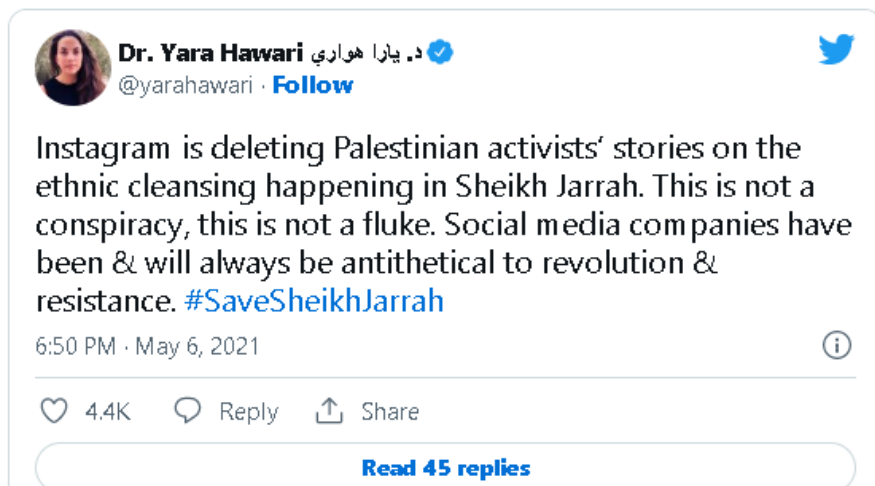 Dr. Yara Hawari د. يارا هواري
@yarahawari · Follow
Instagram is deleting Palestinian activists‘ stories on the
ethnic cleansing happening in Sheikh Jarrah. This is not a
conspiracy, this is not a fluke. Social media companies have
been & will always be antithetical to revolution &
resistance. #SaveSheikhJarrah
6:50 PM · May 6, 2021
4.4K Reply Share
Read 45 replies